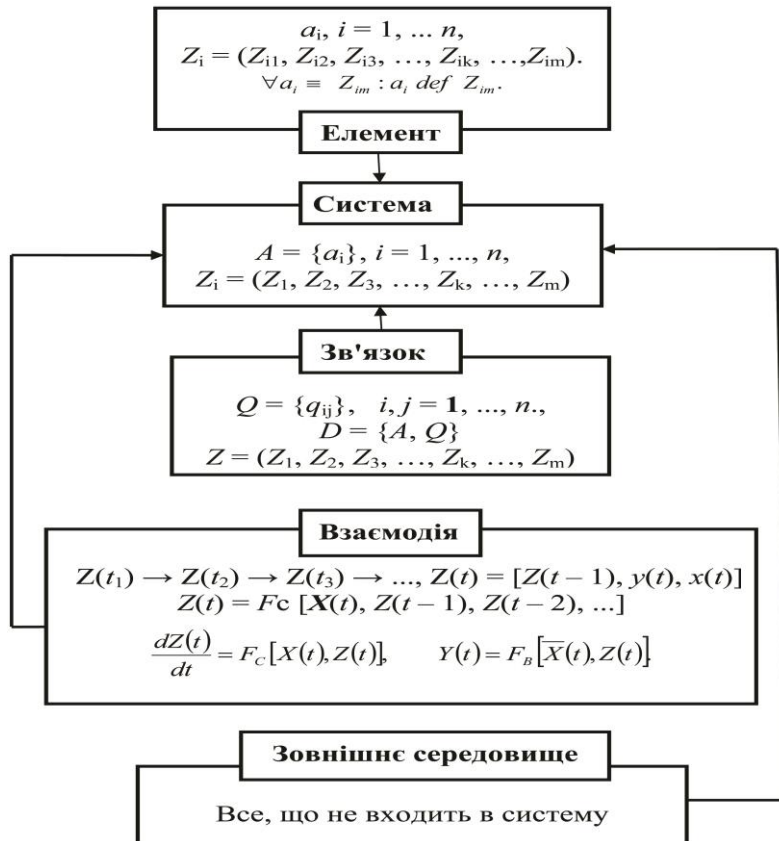 aᵢ, i = 1, ... n,
Zᵢ = (Zᵢ₁, Zᵢ₂, Zᵢ₃, …, Zᵢₖ, …,Zᵢₘ).
∀aᵢ ≡ Zᵢₘ : aᵢ def Zᵢₘ.
Елемент
Система
A = {aᵢ}, i = 1, ..., n,
Zᵢ = (Z₁, Z₂, Z₃, …, Zₖ, …, Zₘ)
Зв'язок
Q = {qᵢⱼ}, i, j = 1, ..., n.,
D = {A, Q}
Z = (Z₁, Z₂, Z₃, …, Zₖ, …, Zₘ)
Взаємодія
Z(t₁) → Z(t₂) → Z(t₃) → ..., Z(t) = [Z(t − 1), y(t), x(t)]
Z(t) = Fc [X(t), Z(t − 1), Z(t − 2), ...]
dZ(t)/dt = F_C[X(t), Z(t)], Y(t) = F_B[X̅(t), Z(t)].
Зовнішнє середовище
Все, що не входить в систему